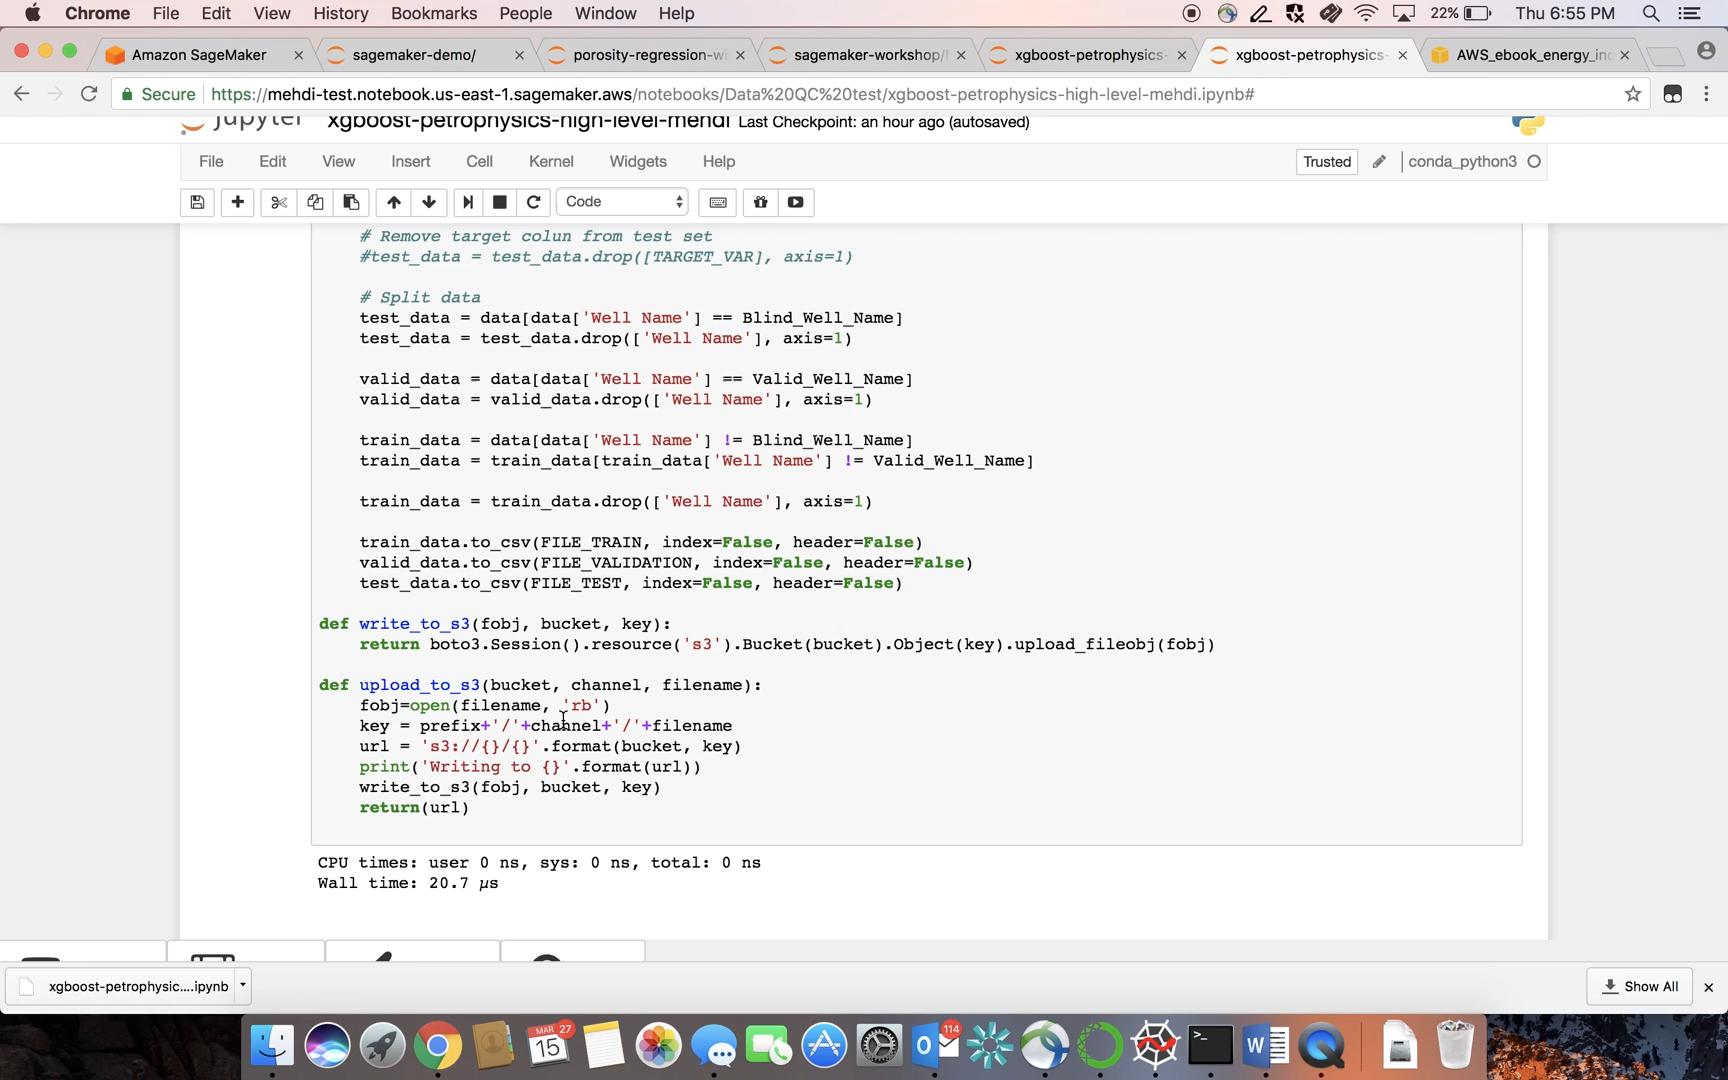 Chrome File Edit View History Bookmarks People Window Help 22% Thu 6:55 PM
Amazon SageMaker sagemaker-demo/ porosity-regression-wi sagemaker-workshop/h xgboost-petrophysics- xgboost-petrophysics- AWS_ebook_energy_ind
Secure https://mehdi-test.notebook.us-east-1.sagemaker.aws/notebooks/Data%20QC%20test/xgboost-petrophysics-high-level-mehdi.ipynb#
jupyter xgboost-petrophysics-high-level-mehdi Last Checkpoint: an hour ago (autosaved)
File Edit View Insert Cell Kernel Widgets Help Trusted conda_python3
Code
# Remove target colun from test set
#test_data = test_data.drop([TARGET_VAR], axis=1)
# Split data
test_data = data[data['Well Name'] == Blind_Well_Name]
test_data = test_data.drop(['Well Name'], axis=1)
valid_data = data[data['Well Name'] == Valid_Well_Name]
valid_data = valid_data.drop(['Well Name'], axis=1)
train_data = data[data['Well Name'] != Blind_Well_Name]
train_data = train_data[train_data['Well Name'] != Valid_Well_Name]
train_data = train_data.drop(['Well Name'], axis=1)
train_data.to_csv(FILE_TRAIN, index=False, header=False)
valid_data.to_csv(FILE_VALIDATION, index=False, header=False)
test_data.to_csv(FILE_TEST, index=False, header=False)
def write_to_s3(fobj, bucket, key):
return boto3.Session().resource('s3').Bucket(bucket).Object(key).upload_fileobj(fobj)
def upload_to_s3(bucket, channel, filename):
fobj=open(filename, 'rb')
key = prefix+'/'+channel+'/'+filename
url = 's3://{}/{}'.format(bucket, key)
print('Writing to {}'.format(url))
write_to_s3(fobj, bucket, key)
return(url)
CPU times: user 0 ns, sys: 0 ns, total: 0 ns
Wall time: 20.7 µs
xgboost-petrophysic....ipynb Show All
MAR 27 15 114